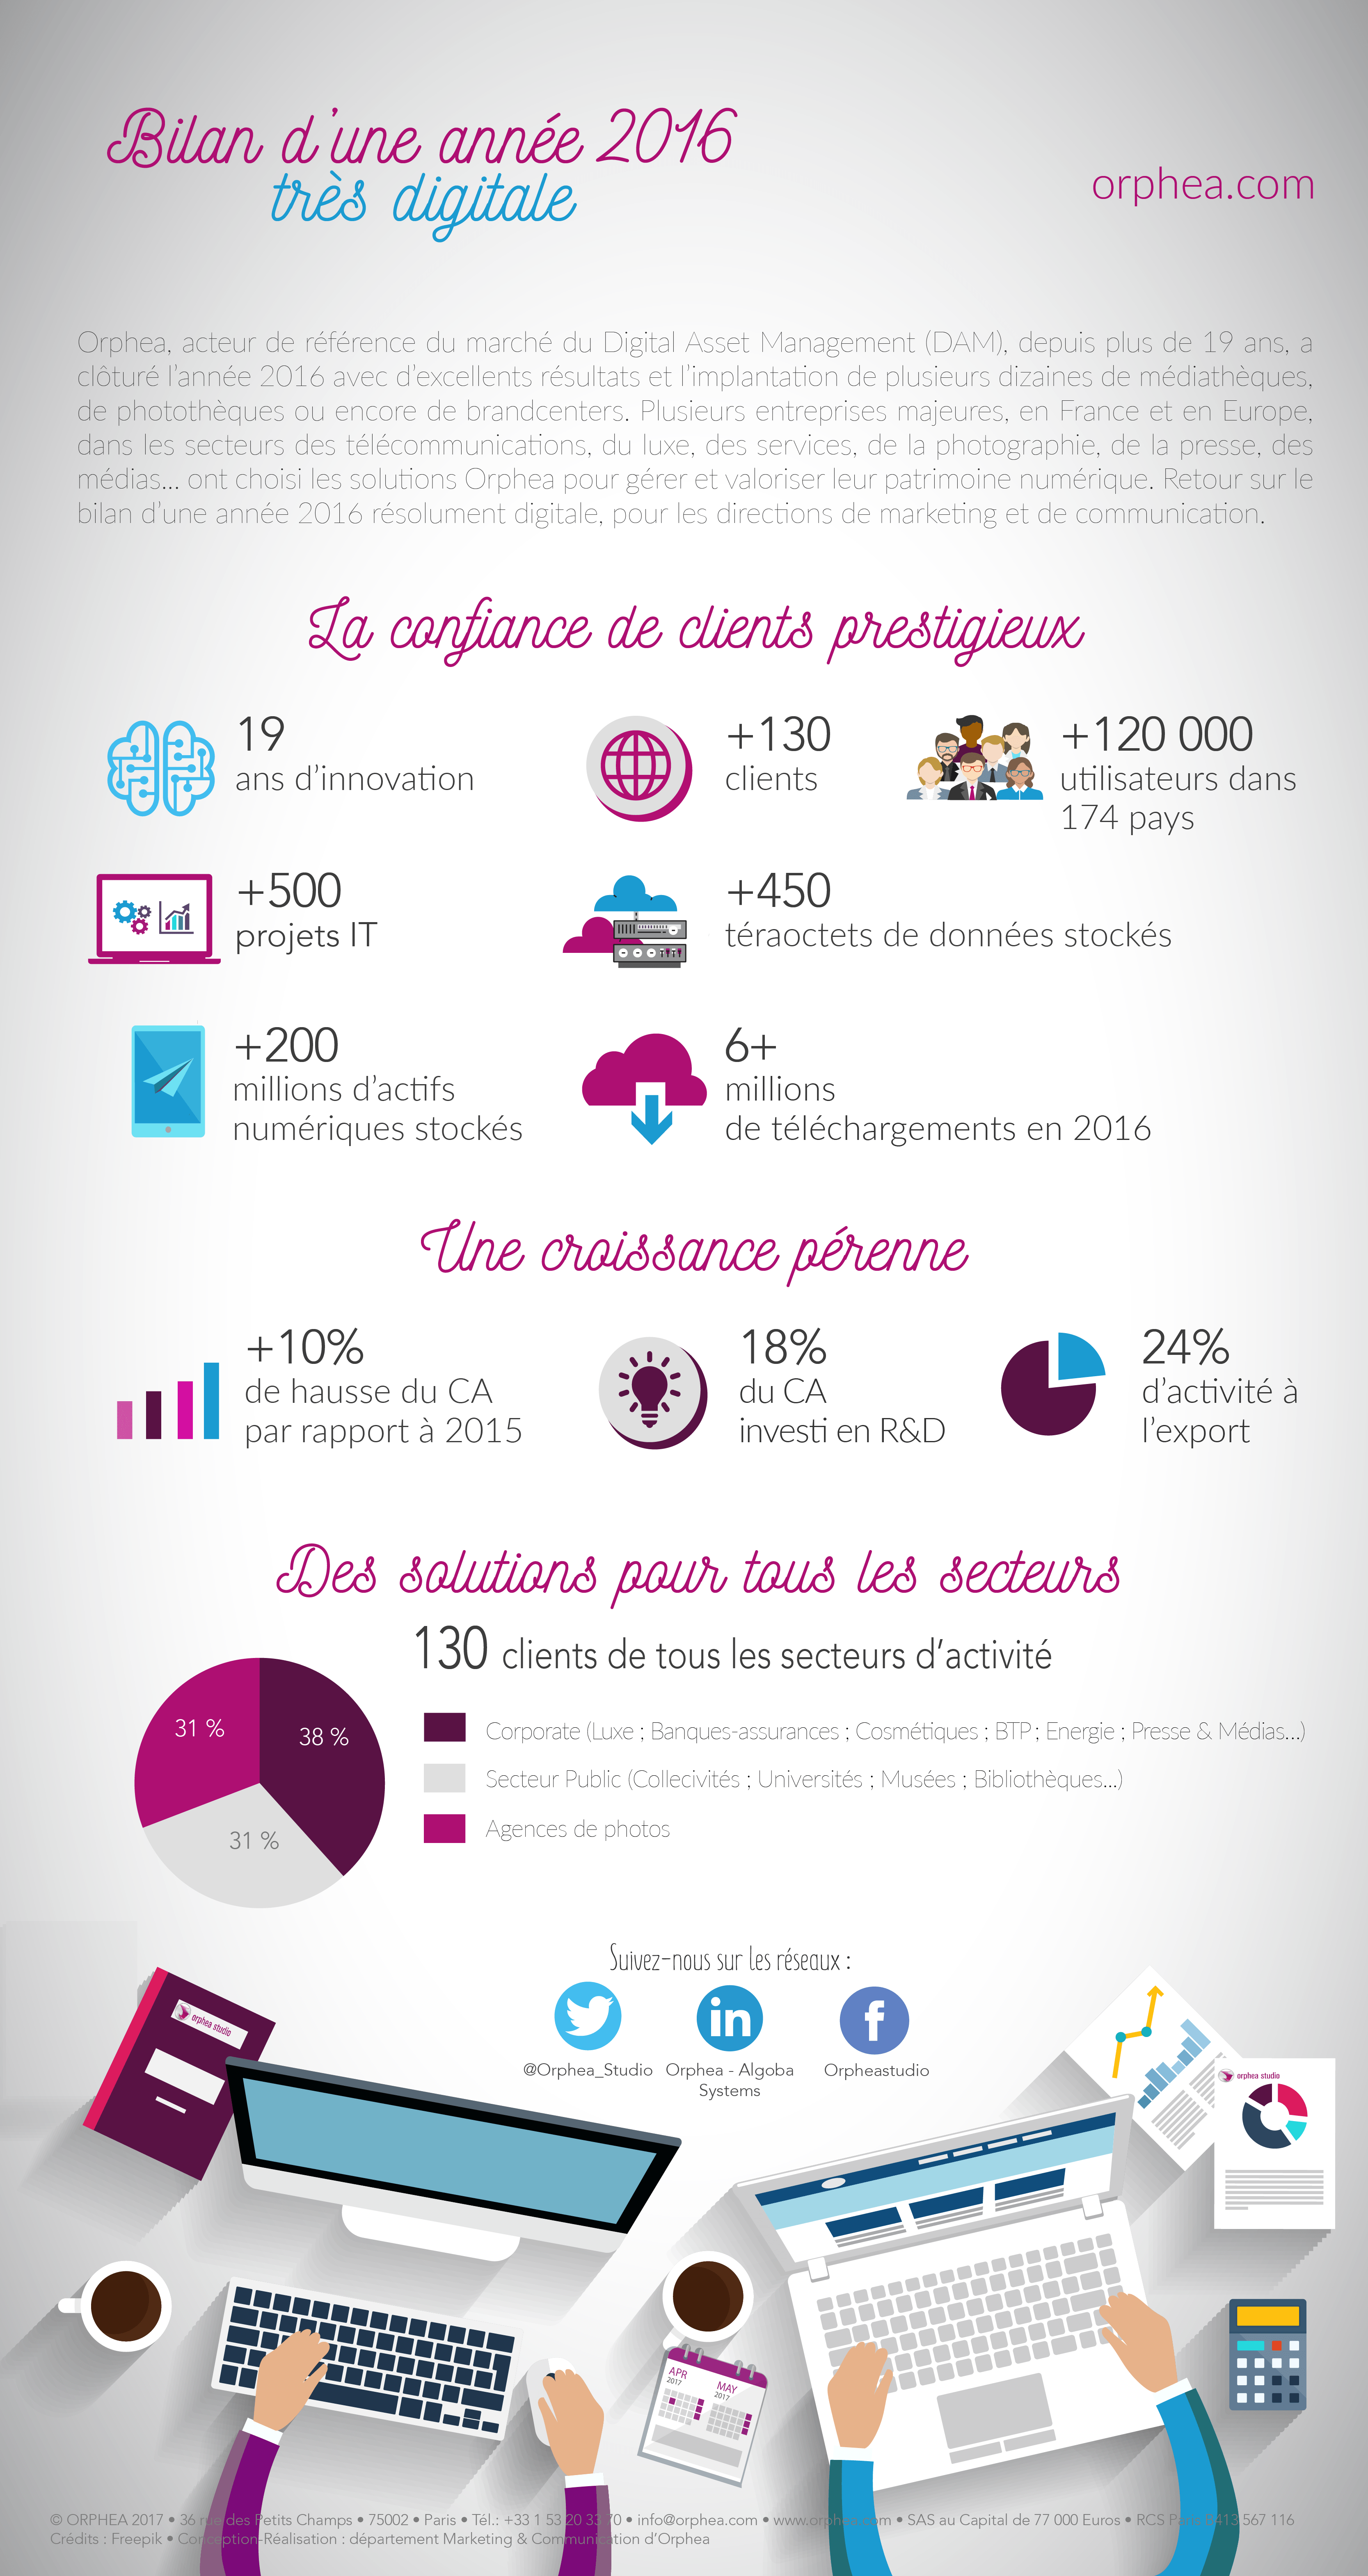 Bilan d'une année 2016
très digitale
orphea.com
Orphea, acteur de référence du marché du Digital Asset Management (DAM), depuis plus de 19 ans, a
clôturé l'année 2016 avec d'excellents résultats et l'implantation de plusieurs dizaines de médiathèques,
de photothèques ou encore de brandcenters. Plusieurs entreprises majeures, en France et en Europe,
dans les secteurs des télécommunications, du luxe, des services, de la photographie, de la presse, des
médias... ont choisi les solutions Orphea pour gérer et valoriser leur patrimoine numérique. Retour sur le
bilan d'une année 2016 résolument digitale, pour les directions de marketing et de communication.
La confiance de clients prestigieux
19
ans d'innovation
+130
clients
+120 000
utilisateurs dans
174 pays
+500
projets IT
+450
téraoctets de données stockés
+200
millions d'actifs
numériques stockés
6+
millions
de téléchargements en 2016
Une croissance pérenne
+10%
de hausse du CA
par rapport à 2015
18%
du CA
investi en R&D
24%
d'activité à
l'export
Des solutions pour tous les secteurs
130 clients de tous les secteurs d'activité
31 %
38 %
31 %
Corporate (Luxe ; Banques-assurances ; Cosmétiques ; BTP ; Energie ; Presse & Médias...)
Secteur Public (Collecivités ; Universités ; Musées ; Bibliothèques...)
Agences de photos
Suivez-nous sur les réseaux :
in
f
@Orphea_Studio
Orphea - Algoba
Systems
Orpheastudio
orphea studio
orphea studio
APR
2017
MAY
2017
© ORPHEA 2017 • 36 rue des Petits Champs • 75002 • Paris • Tél.: +33 1 53 20 33 70 • info@orphea.com • www.orphea.com • SAS au Capital de 77 000 Euros • RCS Paris D413 567 116
Crédits : Freepik • Conception-Réalisation : département Marketing & Communication d'Orphea